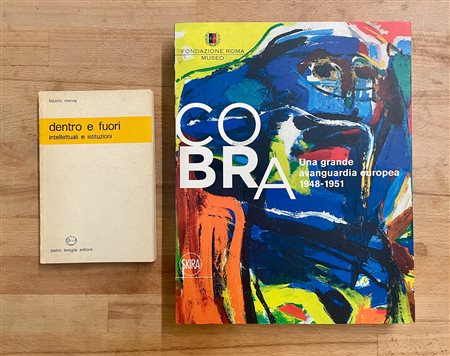 filiberto menna
dentro e fuori
intellettuali e istituzioni
pietro laveglia editore
FONDAZIONE ROMA
MUSEO
CO
BRA
Una grande
avanguardia europea
1948-1951
SKIRA